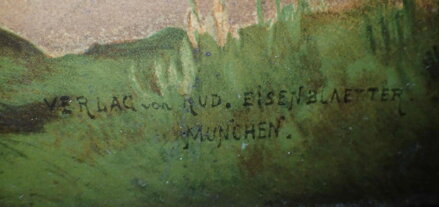 VERLAG von RUD. EISENBLAETTER.
MUNCHEN.